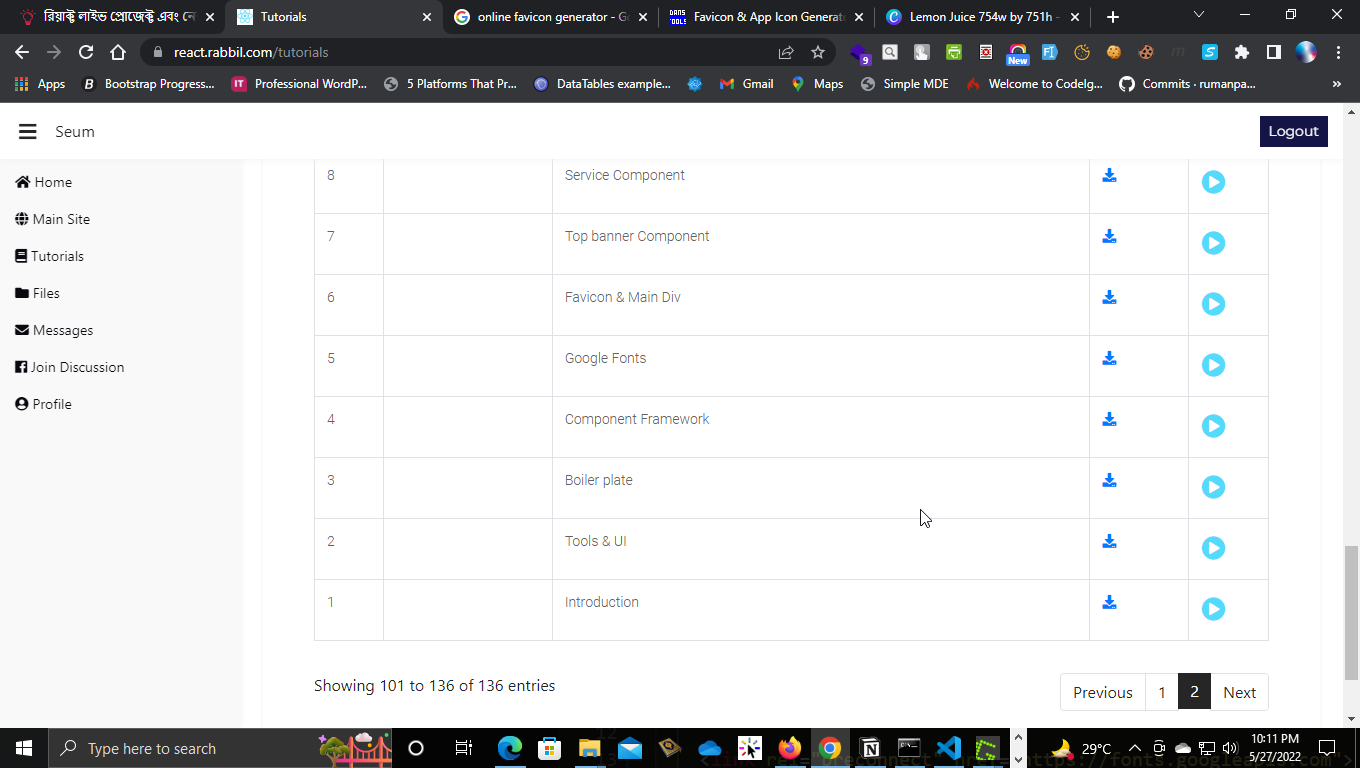 রিয়াক্ট লাইভ প্রোজেক্ট এবং নে
Tutorials
online favicon generator - Go
Favicon & App Icon Generato
Lemon Juice 754w by 751h -
react.rabbil.com/tutorials
9
New
Apps
Bootstrap Progress...
Professional WordP...
5 Platforms That Pr...
DataTables example...
Gmail
Maps
Simple MDE
Welcome to CodeIg...
Commits · rumanpa...
»
Seum
Logout
Home
Main Site
Tutorials
Files
Messages
Join Discussion
Profile
8 Service Component
7 Top banner Component
6 Favicon & Main Div
5 Google Fonts
4 Component Framework
3 Boiler plate
2 Tools & UI
1 Introduction
Showing 101 to 136 of 136 entries
Previous 1 2 Next
Type here to search
29°C
10:11 PM
5/27/2022